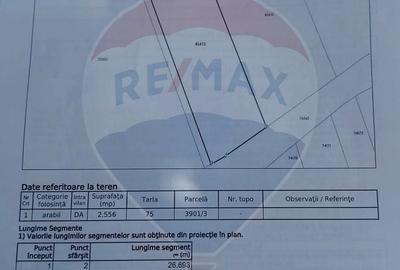 RE/MAX
Date referitoare la teren
Nr Crt Categorie folosință Intra vilan Suprafața (mp) Tarla Parcelă Nr. topo Observații / Referințe
1 arabil DA 2.556 75 3901/3 - 
Lungime Segmente
1) Valorile lungimilor segmentelor sunt obținute din proiecție în plan.
Punct început Punct sfârșit Lungime segment (m)
1 2 26,693